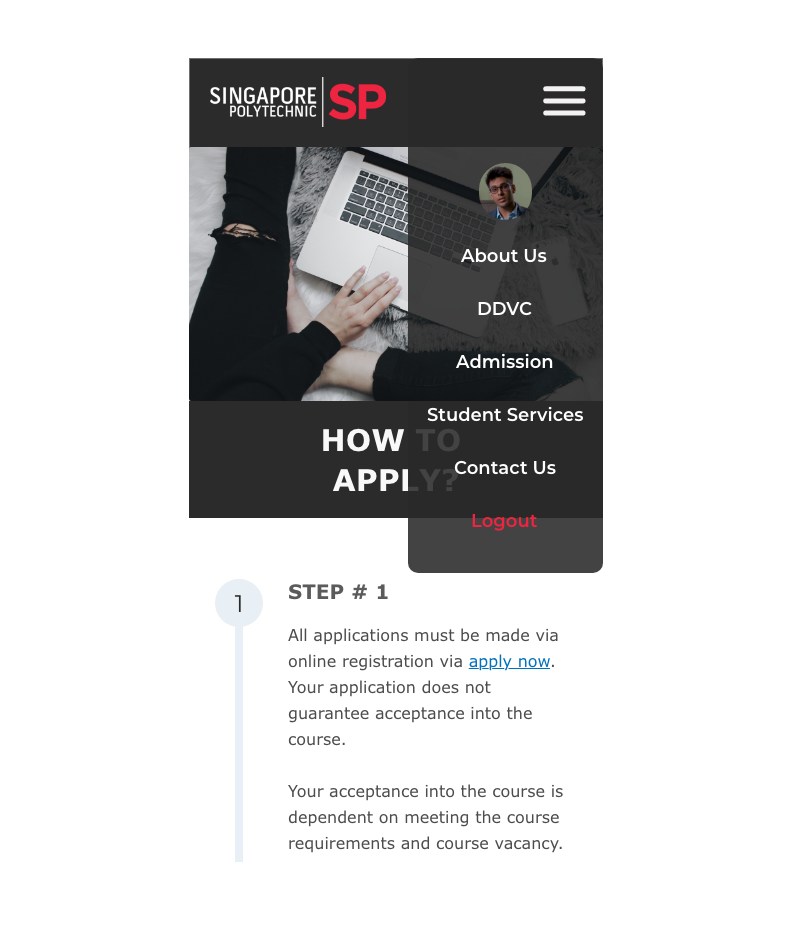 SINGAPORE
POLYTECHNIC
SP
About Us
DDVC
Admission
Student Services
Contact Us
Logout
HOW TO
APPLY?
1
STEP # 1
All applications must be made via
online registration via apply now.
Your application does not
guarantee acceptance into the
course.
Your acceptance into the course is
dependent on meeting the course
requirements and course vacancy.